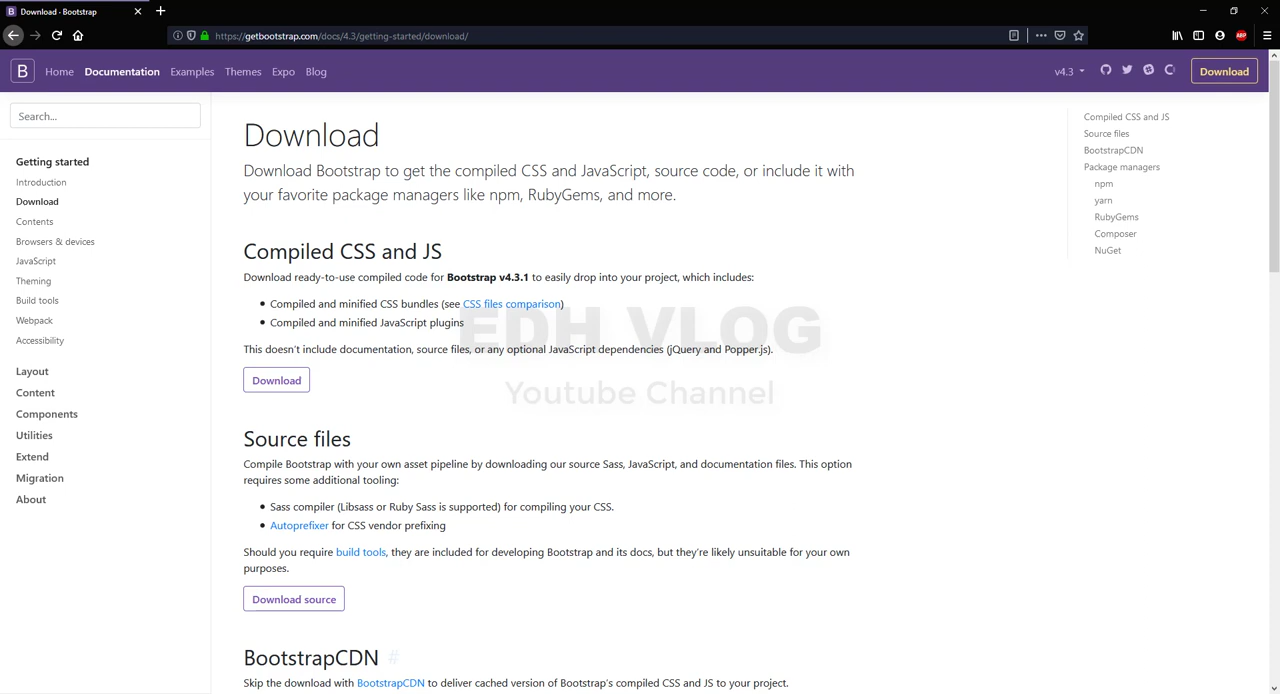 B Download · Bootstrap
https://getbootstrap.com/docs/4.3/getting-started/download/
ABP
B Home Documentation Examples Themes Expo Blog v4.3 Download
Search...
Getting started
Introduction
Download
Contents
Browsers & devices
JavaScript
Theming
Build tools
Webpack
Accessibility
Layout
Content
Components
Utilities
Extend
Migration
About
Download
Download Bootstrap to get the compiled CSS and JavaScript, source code, or include it with
your favorite package managers like npm, RubyGems, and more.
Compiled CSS and JS
Download ready-to-use compiled code for Bootstrap v4.3.1 to easily drop into your project, which includes:
• Compiled and minified CSS bundles (see CSS files comparison)
• Compiled and minified JavaScript plugins
This doesn't include documentation, source files, or any optional JavaScript dependencies (jQuery and Popper.js).
Download
EDH VLOG
Youtube Channel
Source files
Compile Bootstrap with your own asset pipeline by downloading our source Sass, JavaScript, and documentation files. This option
requires some additional tooling:
• Sass compiler (Libsass or Ruby Sass is supported) for compiling your CSS.
• Autoprefixer for CSS vendor prefixing
Should you require build tools, they are included for developing Bootstrap and its docs, but they're likely unsuitable for your own
purposes.
Download source
BootstrapCDN #
Skip the download with BootstrapCDN to deliver cached version of Bootstrap's compiled CSS and JS to your project.
Compiled CSS and JS
Source files
BootstrapCDN
Package managers
npm
yarn
RubyGems
Composer
NuGet